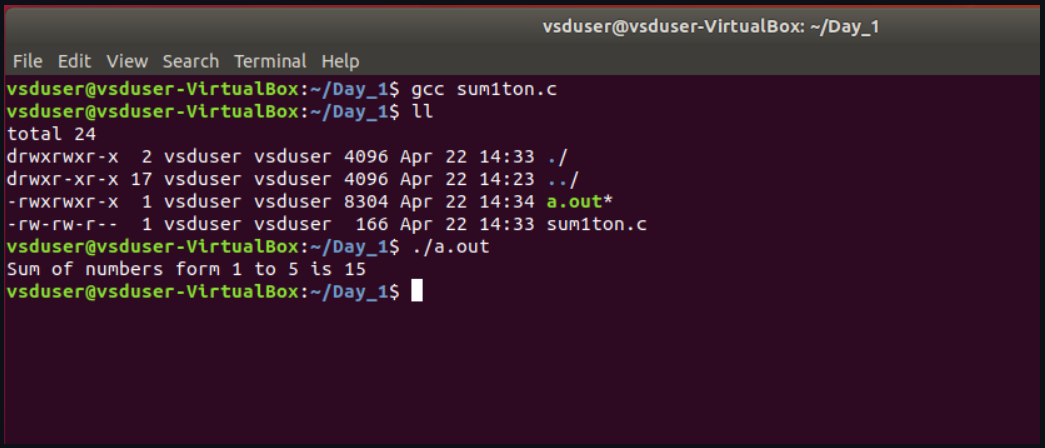 vsduser@vsduser-VirtualBox: ~/Day_1
File Edit View Search Terminal Help
vsduser@vsduser-VirtualBox:~/Day_1$ gcc sum1ton.c
vsduser@vsduser-VirtualBox:~/Day_1$ ll
total 24
drwxrwxr-x  2 vsduser vsduser 4096 Apr 22 14:33 ./
drwxr-xr-x 17 vsduser vsduser 4096 Apr 22 14:23 ../
-rwxrwxr-x  1 vsduser vsduser 8304 Apr 22 14:34 a.out*
-rw-rw-r--  1 vsduser vsduser  166 Apr 22 14:33 sum1ton.c
vsduser@vsduser-VirtualBox:~/Day_1$ ./a.out
Sum of numbers form 1 to 5 is 15
vsduser@vsduser-VirtualBox:~/Day_1$